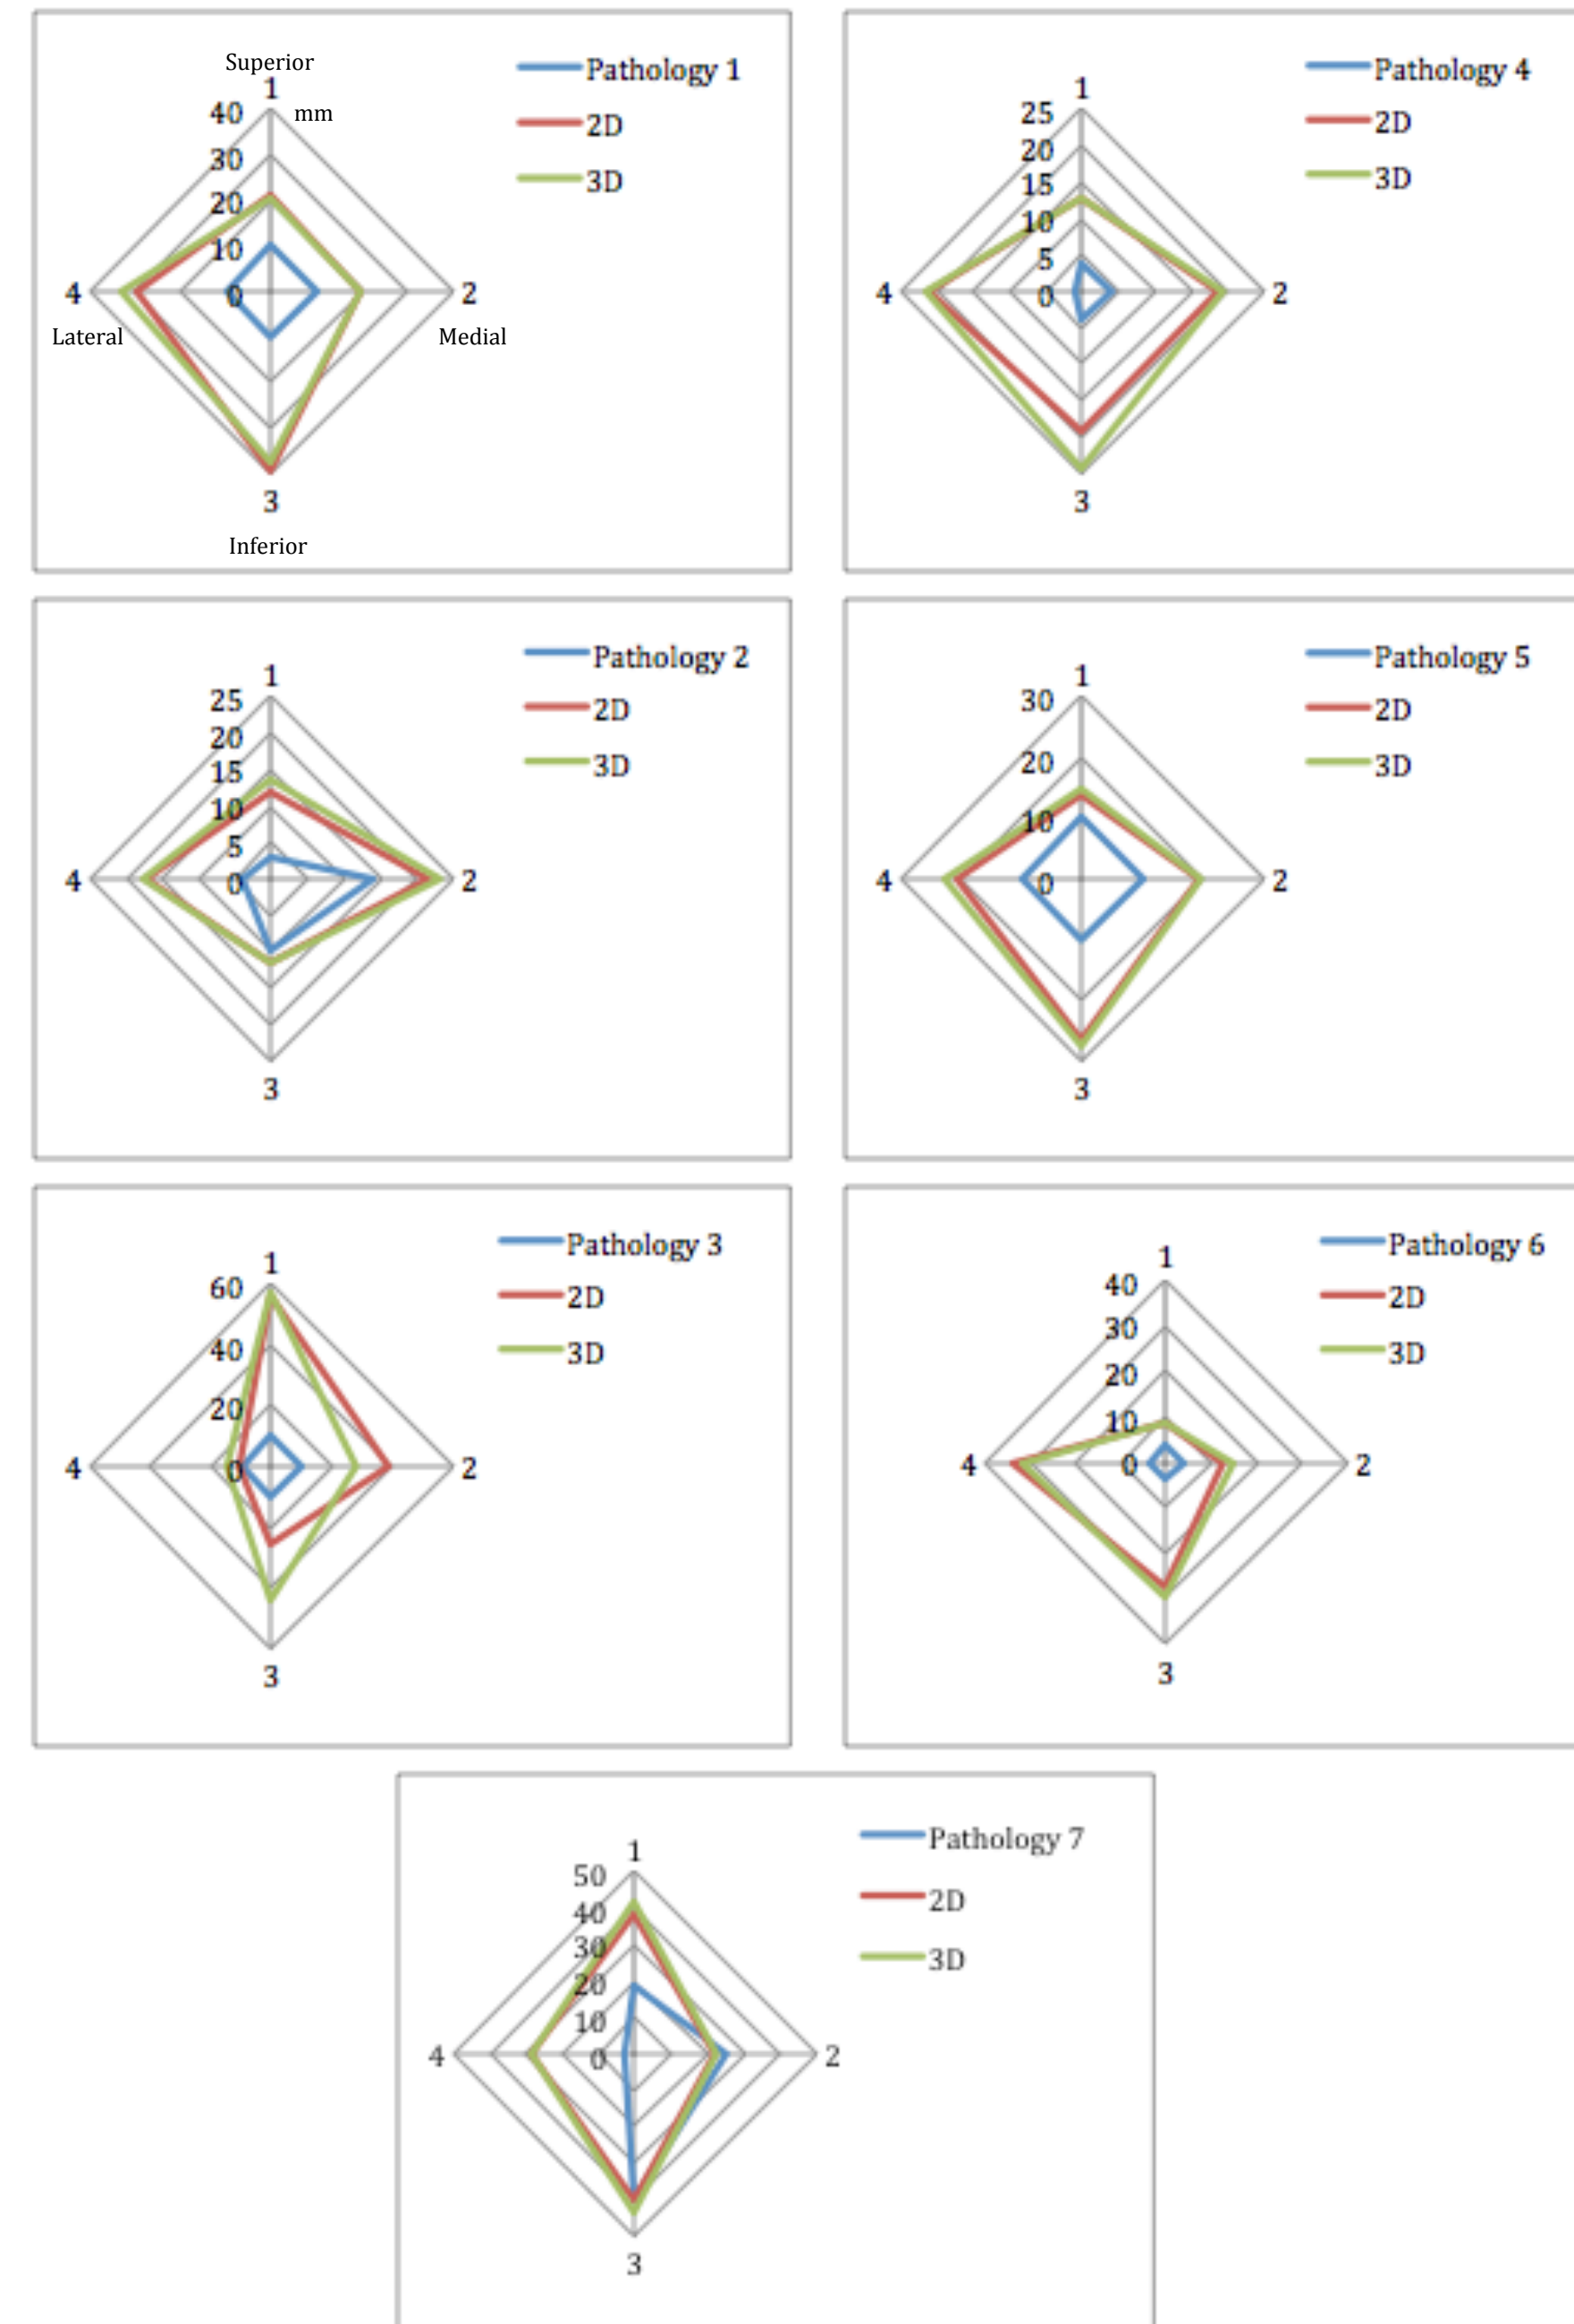 Superior
1
40
mm
30
20
10
0
4
2
Lateral
Medial
3
Inferior
Pathology 1
2D
3D
1
25
20
15
10
5
0
4
2
3
Pathology 4
2D
3D
1
25
20
15
10
5
0
4
2
3
Pathology 2
2D
3D
1
30
20
10
0
4
2
3
Pathology 5
2D
3D
1
60
40
20
0
4
2
3
Pathology 3
2D
3D
1
40
30
20
10
0
4
2
3
Pathology 6
2D
3D
1
50
40
30
20
10
0
4
2
3
Pathology 7
2D
3D